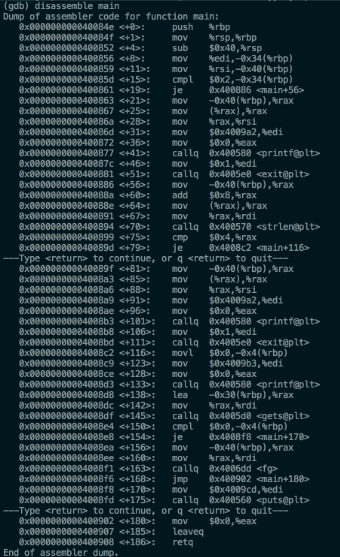 (gdb) disassemble main
Dump of assembler code for function main:
0x000000000040084e <+0>: push %rbp
0x000000000040084f <+1>: mov %rsp,%rbp
0x0000000000400852 <+4>: sub $0x40,%rsp
0x0000000000400856 <+8>: mov %edi,-0x34(%rbp)
0x0000000000400859 <+11>: mov %rsi,-0x40(%rbp)
0x000000000040085d <+15>: cmpl $0x2,-0x34(%rbp)
0x0000000000400861 <+19>: je 0x400886 <main+56>
0x0000000000400863 <+21>: mov -0x40(%rbp),%rax
0x0000000000400867 <+25>: mov (%rax),%rax
0x000000000040086a <+28>: mov %rax,%rsi
0x000000000040086d <+31>: mov $0x4009a2,%edi
0x0000000000400872 <+36>: mov $0x0,%eax
0x0000000000400877 <+41>: callq 0x400580 <printf@plt>
0x000000000040087c <+46>: mov $0x1,%edi
0x0000000000400881 <+51>: callq 0x4005e0 <exit@plt>
0x0000000000400886 <+56>: mov -0x40(%rbp),%rax
0x000000000040088a <+60>: add $0x8,%rax
0x000000000040088e <+64>: mov (%rax),%rax
0x0000000000400891 <+67>: mov %rax,%rdi
0x0000000000400894 <+70>: callq 0x400570 <strlen@plt>
0x0000000000400899 <+75>: cmp $0x4,%rax
0x000000000040089d <+79>: je 0x4008c2 <main+116>
---Type <return> to continue, or q <return> to quit---
0x000000000040089f <+81>: mov -0x40(%rbp),%rax
0x00000000004008a3 <+85>: mov (%rax),%rax
0x00000000004008a6 <+88>: mov %rax,%rsi
0x00000000004008a9 <+91>: mov $0x4009a2,%edi
0x00000000004008ae <+96>: mov $0x0,%eax
0x00000000004008b3 <+101>: callq 0x400580 <printf@plt>
0x00000000004008b8 <+106>: mov $0x1,%edi
0x00000000004008bd <+111>: callq 0x4005e0 <exit@plt>
0x00000000004008c2 <+116>: movl $0x0,-0x4(%rbp)
0x00000000004008c9 <+123>: mov $0x4009b3,%edi
0x00000000004008ce <+128>: mov $0x0,%eax
0x00000000004008d3 <+133>: callq 0x400580 <printf@plt>
0x00000000004008d8 <+138>: lea -0x30(%rbp),%rax
0x00000000004008dc <+142>: mov %rax,%rdi
0x00000000004008df <+145>: callq 0x4005d0 <gets@plt>
0x00000000004008e4 <+150>: cmpl $0x0,-0x4(%rbp)
0x00000000004008e8 <+154>: je 0x4008f8 <main+170>
0x00000000004008ea <+156>: mov -0x40(%rbp),%rax
0x00000000004008ee <+160>: mov %rax,%rdi
0x00000000004008f1 <+163>: callq 0x4006dd <fg>
0x00000000004008f6 <+168>: jmp 0x400902 <main+180>
0x00000000004008f8 <+170>: mov $0x4009cd,%edi
0x00000000004008fd <+175>: callq 0x400560 <puts@plt>
---Type <return> to continue, or q <return> to quit---
0x0000000000400902 <+180>: mov $0x0,%eax
0x0000000000400907 <+185>: leaveq
0x0000000000400908 <+186>: retq
End of assembler dump.